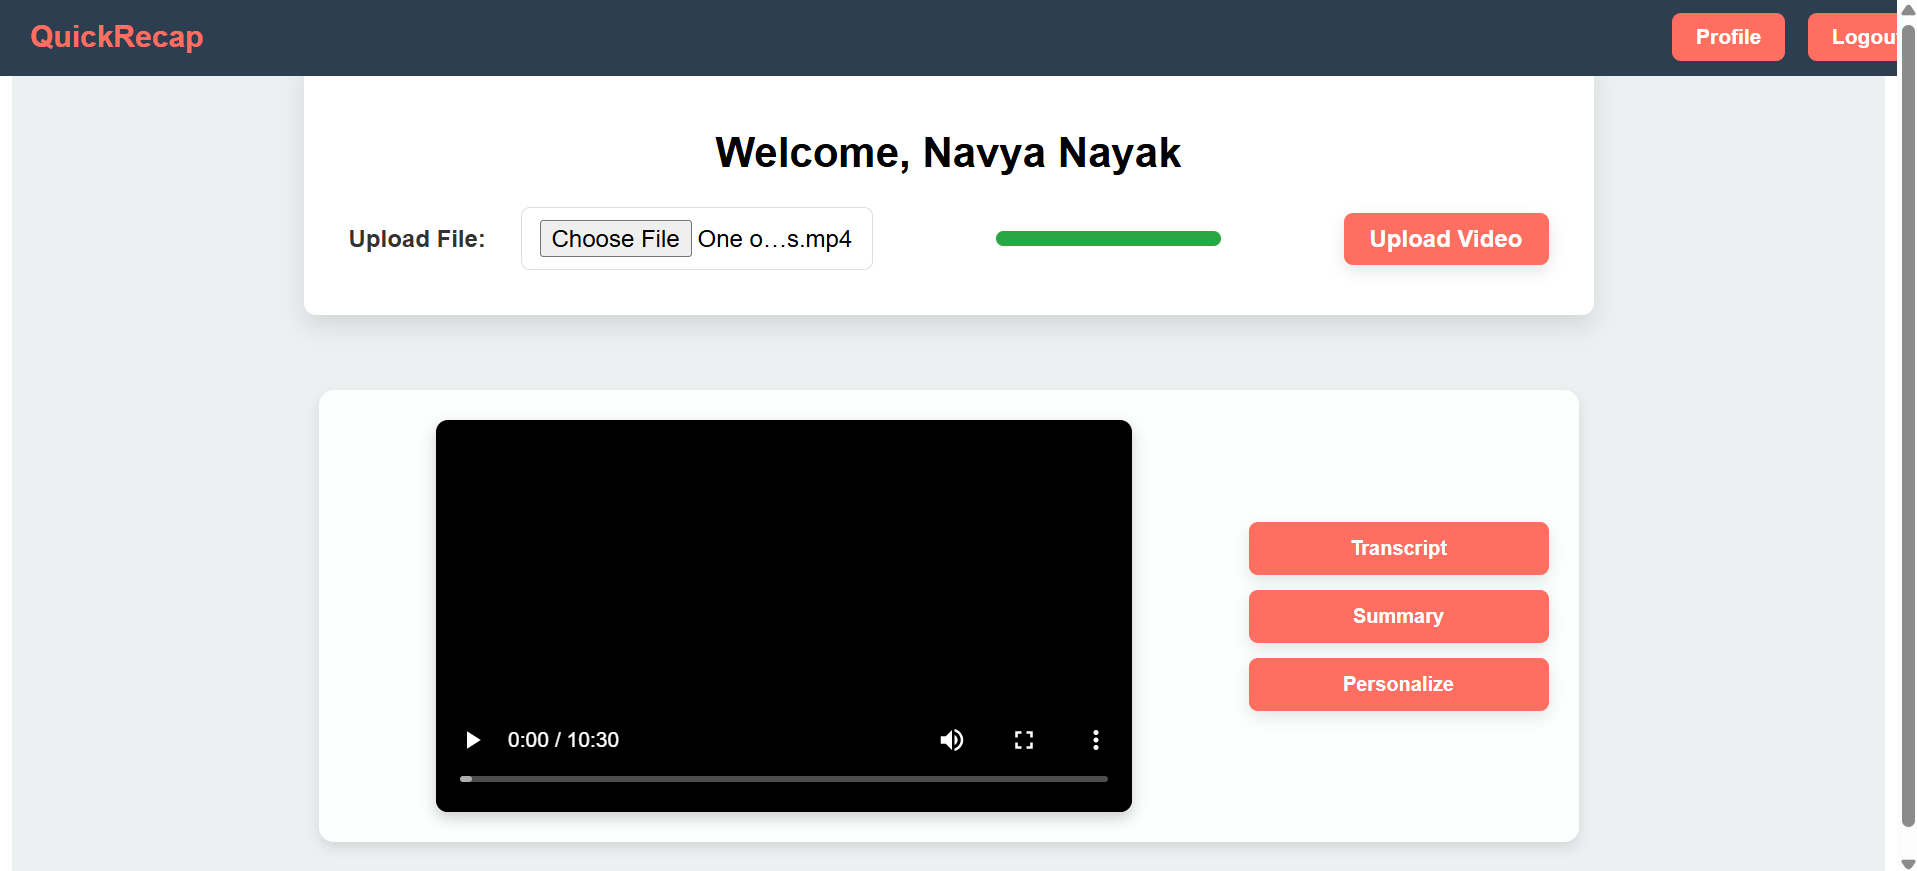 QuickRecap
Profile
Logou
Welcome, Navya Nayak
Upload File:
Choose File
One o...s.mp4
Upload Video
Transcript
Summary
Personalize
0:00 / 10:30